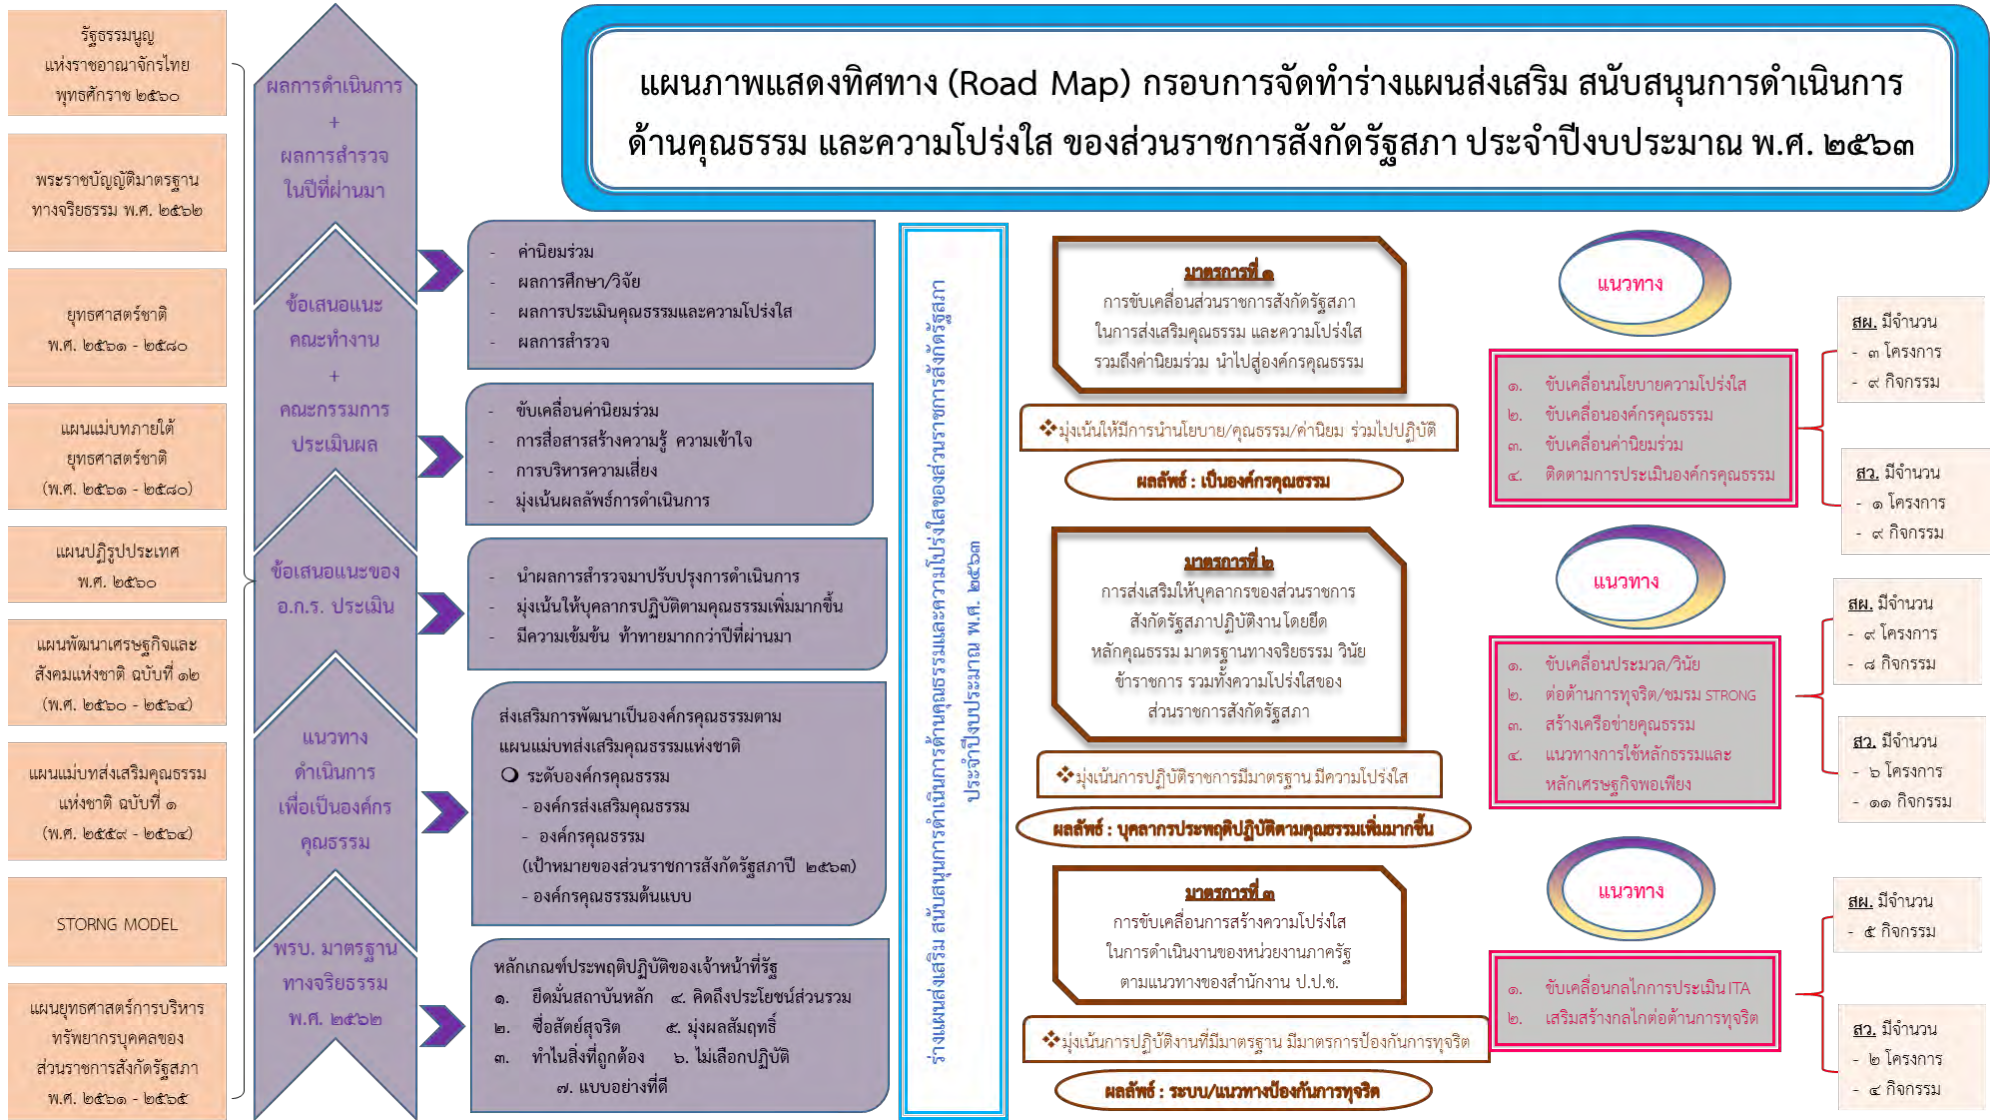 แผนภาพแสดงทิศทาง (Road Map) กรอบการจัดทำร่างแผนส่งเสริม สนับสนุนการดำเนินการ
ด้านคุณธรรม และความโปร่งใส ของส่วนราชการสังกัดรัฐสภา ประจำปีงบประมาณ พ.ศ. ๒๕๖๓
รัฐธรรมนูญ
แห่งราชอาณาจักรไทย
พุทธศักราช ๒๕๖๐
พระราชบัญญัติมาตรฐาน
ทางจริยธรรม พ.ศ. ๒๕๖๒
ยุทธศาสตร์ชาติ
พ.ศ. ๒๕๖๑ - ๒๕๘๐
แผนแม่บทภายใต้
ยุทธศาสตร์ชาติ
(พ.ศ. ๒๕๖๑ - ๒๕๘๐)
แผนปฏิรูปประเทศ
พ.ศ. ๒๕๖๐
แผนพัฒนาเศรษฐกิจและ
สังคมแห่งชาติ ฉบับที่ ๑๒
(พ.ศ. ๒๕๖๐ - ๒๕๖๔)
แผนแม่บทส่งเสริมคุณธรรม
แห่งชาติ ฉบับที่ ๑
(พ.ศ. ๒๕๕๙ - ๒๕๖๔)
STORNG MODEL
แผนยุทธศาสตร์การบริหาร
ทรัพยากรบุคคลของ
ส่วนราชการสังกัดรัฐสภา
พ.ศ. ๒๕๖๑ - ๒๕๖๕
ผลการดำเนินการ
+
ผลการสำรวจ
ในปีที่ผ่านมา
ข้อเสนอแนะ
คณะทำงาน
+
คณะกรรมการ
ประเมินผล
ข้อเสนอแนะของ
อ.ก.ร. ประเมิน
แนวทาง
ดำเนินการ
เพื่อเป็นองค์กร
คุณธรรม
พรบ. มาตรฐาน
ทางจริยธรรม
พ.ศ. ๒๕๖๒
- ค่านิยมร่วม
- ผลการศึกษา/วิจัย
- ผลการประเมินคุณธรรมและความโปร่งใส
- ผลการสำรวจ
- ขับเคลื่อนค่านิยมร่วม
- การสื่อสารสร้างความรู้ ความเข้าใจ
- การบริหารความเสี่ยง
- มุ่งเน้นผลลัพธ์การดำเนินการ
- นำผลการสำรวจมาปรับปรุงการดำเนินการ
- มุ่งเน้นให้บุคลากรปฏิบัติตามคุณธรรมเพิ่มมากขึ้น
- มีความเข้มข้น ท้าทายมากกว่าปีที่ผ่านมา
ส่งเสริมการพัฒนาเป็นองค์กรคุณธรรมตาม
แผนแม่บทส่งเสริมคุณธรรมแห่งชาติ
ระดับองค์กรคุณธรรม
- องค์กรส่งเสริมคุณธรรม
- องค์กรคุณธรรม
(เป้าหมายของส่วนราชการสังกัดรัฐสภาปี ๒๕๖๓)
- องค์กรคุณธรรมต้นแบบ
หลักเกณฑ์ประพฤติปฏิบัติของเจ้าหน้าที่รัฐ
๑. ยึดมั่นสถาบันหลัก ๔. คิดถึงประโยชน์ส่วนรวม
๒. ซื่อสัตย์สุจริต ๕. มุ่งผลสัมฤทธิ์
๓. ทำในสิ่งที่ถูกต้อง ๖. ไม่เลือกปฏิบัติ
๗. แบบอย่างที่ดี
ร่างแผนส่งเสริม สนับสนุนการดำเนินการด้านคุณธรรมและความโปร่งใสของส่วนราชการสังกัดรัฐสภา
ประจำปีงบประมาณ พ.ศ. ๒๕๖๓
มาตรการที่ ๑
การขับเคลื่อนส่วนราชการสังกัดรัฐสภา
ในการส่งเสริมคุณธรรม และความโปร่งใส
รวมถึงค่านิยมร่วม นำไปสู่องค์กรคุณธรรม
❖มุ่งเน้นให้มีการนำนโยบาย/คุณธรรม/ค่านิยม ร่วมไปปฏิบัติ
ผลลัพธ์ : เป็นองค์กรคุณธรรม
มาตรการที่ ๒
การส่งเสริมให้บุคลากรของส่วนราชการ
สังกัดรัฐสภาปฏิบัติงานโดยยึด
หลักคุณธรรม มาตรฐานทางจริยธรรม วินัย
ข้าราชการ รวมทั้งความโปร่งใสของ
ส่วนราชการสังกัดรัฐสภา
❖มุ่งเน้นการปฏิบัติราชการมีมาตรฐาน มีความโปร่งใส
ผลลัพธ์ : บุคลากรประพฤติปฏิบัติตามคุณธรรมเพิ่มมากขึ้น
มาตรการที่ ๓
การขับเคลื่อนการสร้างความโปร่งใส
ในการดำเนินงานของหน่วยงานภาครัฐ
ตามแนวทางของสำนักงาน ป.ป.ช.
❖มุ่งเน้นการปฏิบัติงานที่มีมาตรฐาน มีมาตรการป้องกันการทุจริต
ผลลัพธ์ : ระบบ/แนวทางป้องกันการทุจริต
แนวทาง
๑. ขับเคลื่อนนโยบายความโปร่งใส
๒. ขับเคลื่อนองค์กรคุณธรรม
๓. ขับเคลื่อนค่านิยมร่วม
๔. ติดตามการประเมินองค์กรคุณธรรม
สผ. มีจำนวน
- ๓ โครงการ
- ๙ กิจกรรม
สว. มีจำนวน
- ๑ โครงการ
- ๙ กิจกรรม
แนวทาง
๑. ขับเคลื่อนประมวล/วินัย
๒. ต่อต้านการทุจริต/ชมรม STRONG
๓. สร้างเครือข่ายคุณธรรม
๔. แนวทางการใช้หลักธรรมและ
หลักเศรษฐกิจพอเพียง
สผ. มีจำนวน
- ๙ โครงการ
- ๘ กิจกรรม
สว. มีจำนวน
- ๖ โครงการ
- ๑๑ กิจกรรม
แนวทาง
๑. ขับเคลื่อนกลไกการประเมิน ITA
๒. เสริมสร้างกลไกต่อต้านการทุจริต
สผ. มีจำนวน
- ๕ กิจกรรม
สว. มีจำนวน
- ๒ โครงการ
- ๔ กิจกรรม